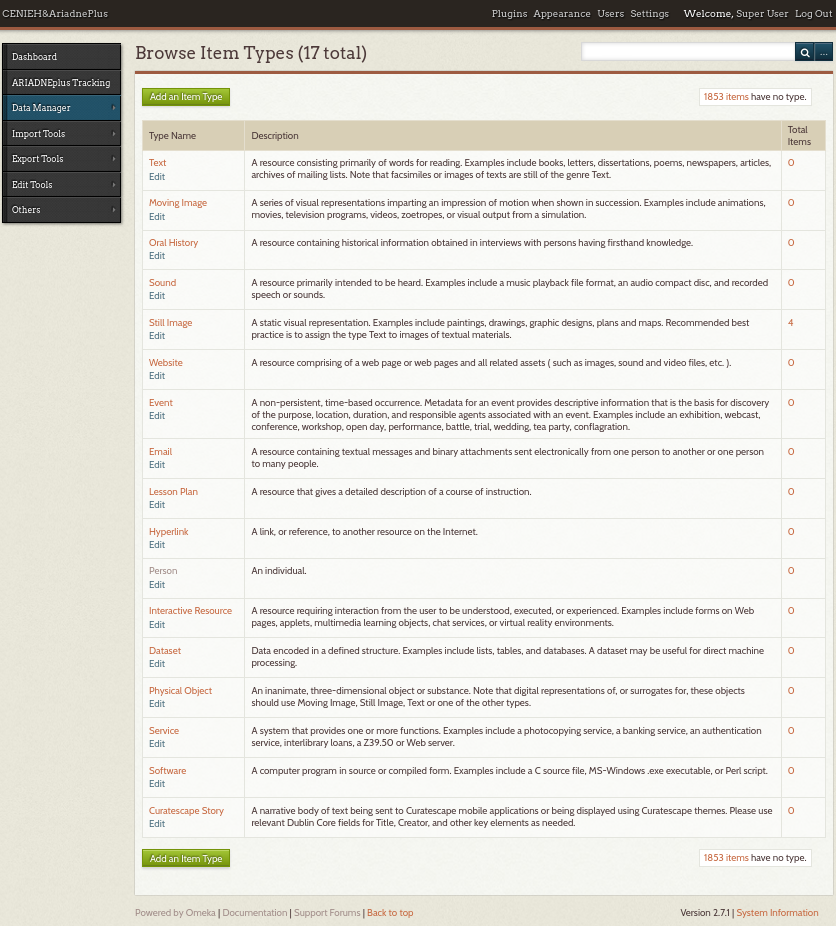 CENIEH&AriadnePlus
Plugins Appearance Users Settings Welcome, Super User Log Out
Dashboard
ARIADNEplus Tracking
Data Manager
Import Tools
Export Tools
Edit Tools
Others
Browse Item Types (17 total)
...
Add an Item Type
1853 items have no type.
Type Name Description Total
Items
Text A resource consisting primarily of words for reading. Examples include books, letters, dissertations, poems, newspapers, articles, 0
Edit archives of mailing lists. Note that facsimiles or images of texts are still of the genre Text.
Moving Image A series of visual representations imparting an impression of motion when shown in succession. Examples include animations, 0
Edit movies, television programs, videos, zoetropes, or visual output from a simulation.
Oral History A resource containing historical information obtained in interviews with persons having firsthand knowledge. 0
Edit
Sound A resource primarily intended to be heard. Examples include a music playback file format, an audio compact disc, and recorded 0
Edit speech or sounds.
Still Image A static visual representation. Examples include paintings, drawings, graphic designs, plans and maps. Recommended best 4
Edit practice is to assign the type Text to images of textual materials.
Website A resource comprising of a web page or web pages and all related assets ( such as images, sound and video files, etc. ). 0
Edit
Event A non-persistent, time-based occurrence. Metadata for an event provides descriptive information that is the basis for discovery 0
Edit of the purpose, location, duration, and responsible agents associated with an event. Examples include an exhibition, webcast,
conference, workshop, open day, performance, battle, trial, wedding, tea party, conflagration.
Email A resource containing textual messages and binary attachments sent electronically from one person to another or one person 0
Edit to many people.
Lesson Plan A resource that gives a detailed description of a course of instruction. 0
Edit
Hyperlink A link, or reference, to another resource on the Internet. 0
Edit
Person An individual. 0
Edit
Interactive Resource A resource requiring interaction from the user to be understood, executed, or experienced. Examples include forms on Web 0
Edit pages, applets, multimedia learning objects, chat services, or virtual reality environments.
Dataset Data encoded in a defined structure. Examples include lists, tables, and databases. A dataset may be useful for direct machine 0
Edit processing.
Physical Object An inanimate, three-dimensional object or substance. Note that digital representations of, or surrogates for, these objects 0
Edit should use Moving Image, Still Image, Text or one of the other types.
Service A system that provides one or more functions. Examples include a photocopying service, a banking service, an authentication 0
Edit service, interlibrary loans, a Z39.50 or Web server.
Software A computer program in source or compiled form. Examples include a C source file, MS-Windows .exe executable, or Perl script. 0
Edit
Curatescape Story A narrative body of text being sent to Curatescape mobile applications or being displayed using Curatescape themes. Please use 0
Edit relevant Dublin Core fields for Title, Creator, and other key elements as needed.
Add an Item Type
1853 items have no type.
Powered by Omeka | Documentation | Support Forums | Back to top Version 2.7.1 | System Information